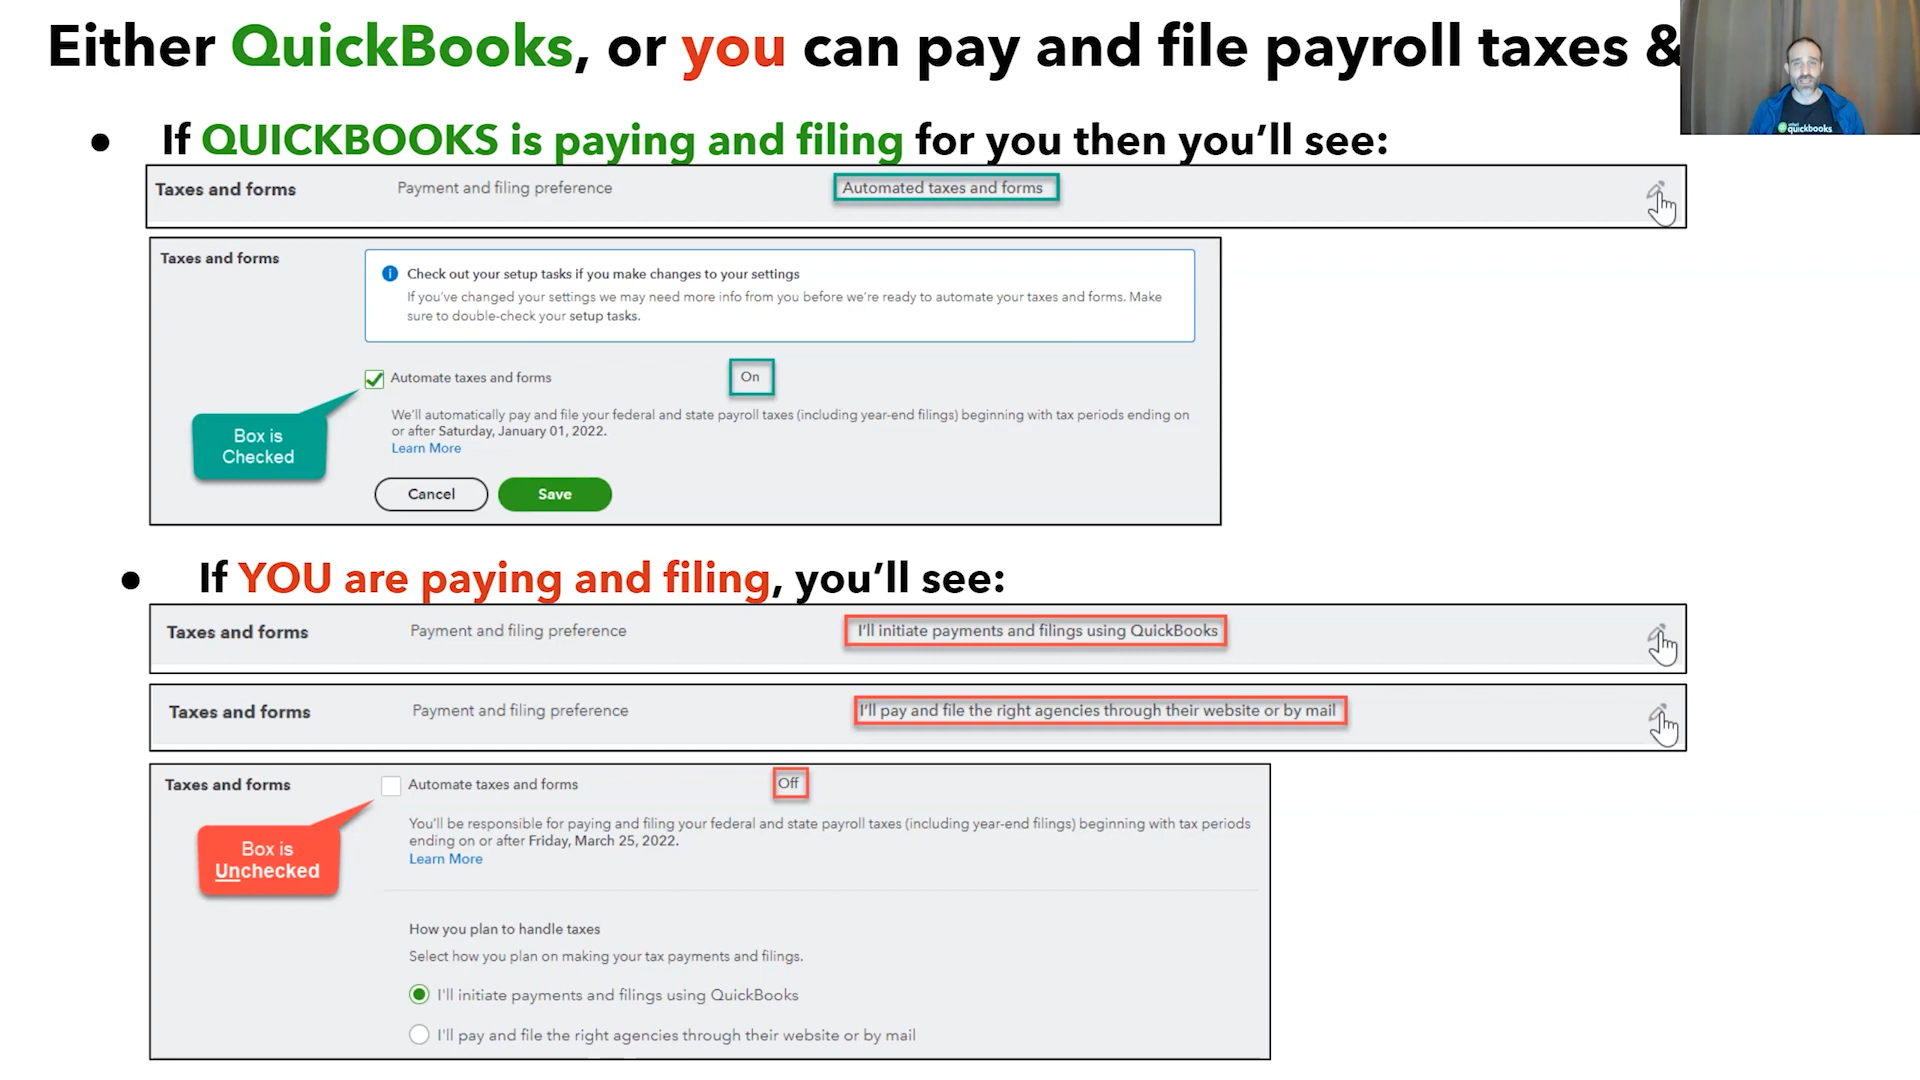 Either QuickBooks, or you can pay and file payroll taxes &
quickbooks
• If QUICKBOOKS is paying and filing for you then you’ll see:
Taxes and forms Payment and filing preference Automated taxes and forms
Taxes and forms
Check out your setup tasks if you make changes to your settings
If you’ve changed your settings we may need more info from you before we’re ready to automate your taxes and forms. Make
sure to double-check your setup tasks.
Automate taxes and forms On
We’ll automatically pay and file your federal and state payroll taxes (including year-end filings) beginning with tax periods ending on
or after Saturday, January 01, 2022.
Learn More
Box is
Checked
Cancel Save
• If YOU are paying and filing, you’ll see:
Taxes and forms Payment and filing preference I’ll initiate payments and filings using QuickBooks
Taxes and forms Payment and filing preference I’ll pay and file the right agencies through their website or by mail
Taxes and forms Automate taxes and forms Off
You’ll be responsible for paying and filing your federal and state payroll taxes (including year-end filings) beginning with tax periods
ending on or after Friday, March 25, 2022.
Learn More
Box is
Unchecked
How you plan to handle taxes
Select how you plan on making your tax payments and filings.
I’ll initiate payments and filings using QuickBooks
I’ll pay and file the right agencies through their website or by mail